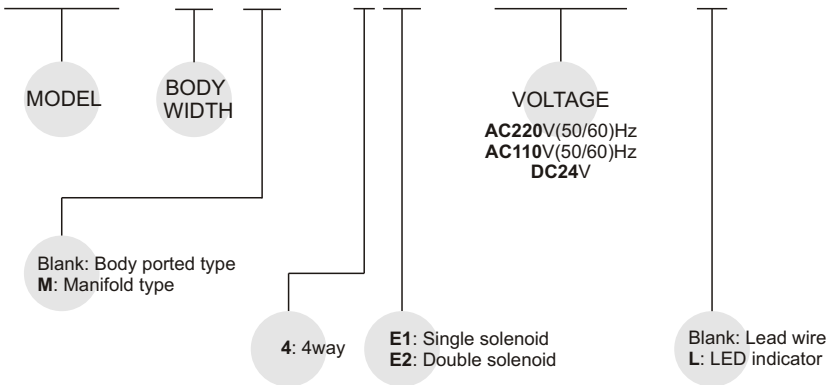 MODEL
BODY
WIDTH
VOLTAGE
AC220V(50/60)Hz
AC110V(50/60)Hz
DC24V
Blank: Body ported type
M: Manifold type
4: 4way
E1: Single solenoid
E2: Double solenoid
Blank: Lead wire
L: LED indicator